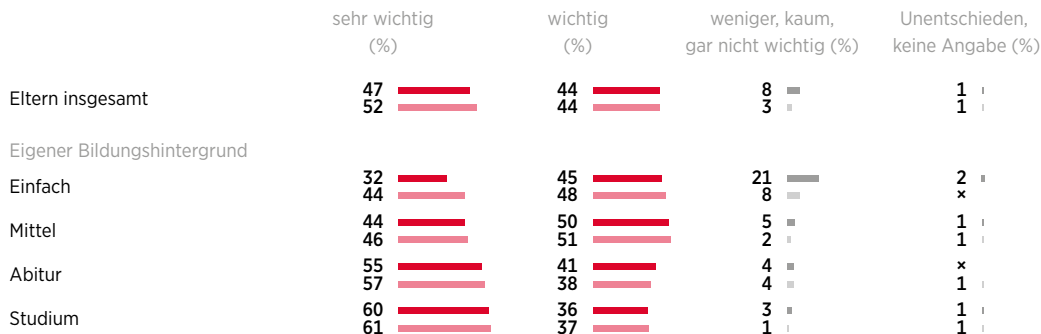 sehr wichtig wichtig weniger, kaum, Unentschieden,
(%) (%) gar nicht wichtig (%) keine Angabe (%)
47 44 8 1
Eltern insgesamt
52 44 3 1
Eigener Bildungshintergrund
32 45 21 2
Einfach
44 48 8 ×
44 50 5 1
Mittel
46 51 2 1
55 41 4 ×
Abitur
57 38 4 1
60 36 3 1
Studium
61 37 1 1